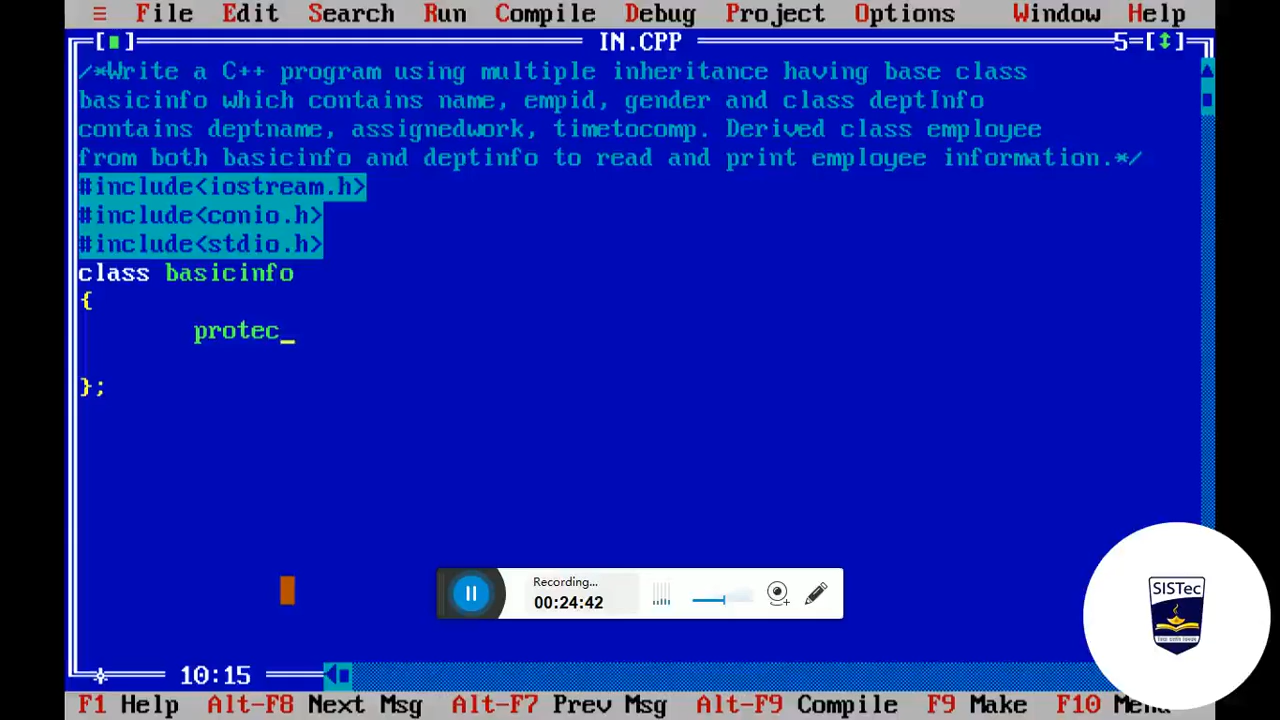 ≡ File Edit Search Run Compile Debug Project Options Window Help
[■] IN.CPP 5=[↕]
/*Write a C++ program using multiple inheritance having base class
basicinfo which contains name, empid, gender and class deptInfo
contains deptname, assignedwork, timetocomp. Derived class employee
from both basicinfo and deptinfo to read and print employee information.*/
#include<iostream.h>
#include<conio.h>
#include<stdio.h>
class basicinfo
{
protec_
};
Recording...
00:24:42
SISTec
10:15
F1 Help Alt-F8 Next Msg Alt-F7 Prev Msg Alt-F9 Compile F9 Make F10 Menu